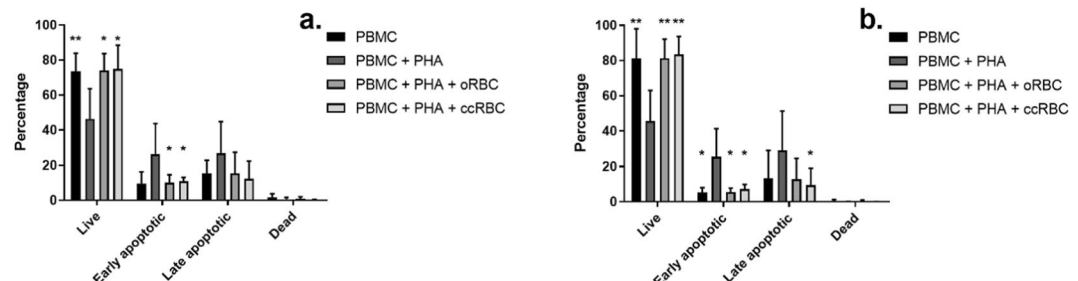 a.
100
80
60
40
20
0
Percentage
** * *
* *
Live
Early apoptotic
Late apoptotic
Dead
PBMC
PBMC + PHA
PBMC + PHA + oRBC
PBMC + PHA + ccRBC
b.
100
80
60
40
20
0
Percentage
** ** **
* * * *
Live
Early apoptotic
Late apoptotic
Dead
PBMC
PBMC + PHA
PBMC + PHA + oRBC
PBMC + PHA + ccRBC